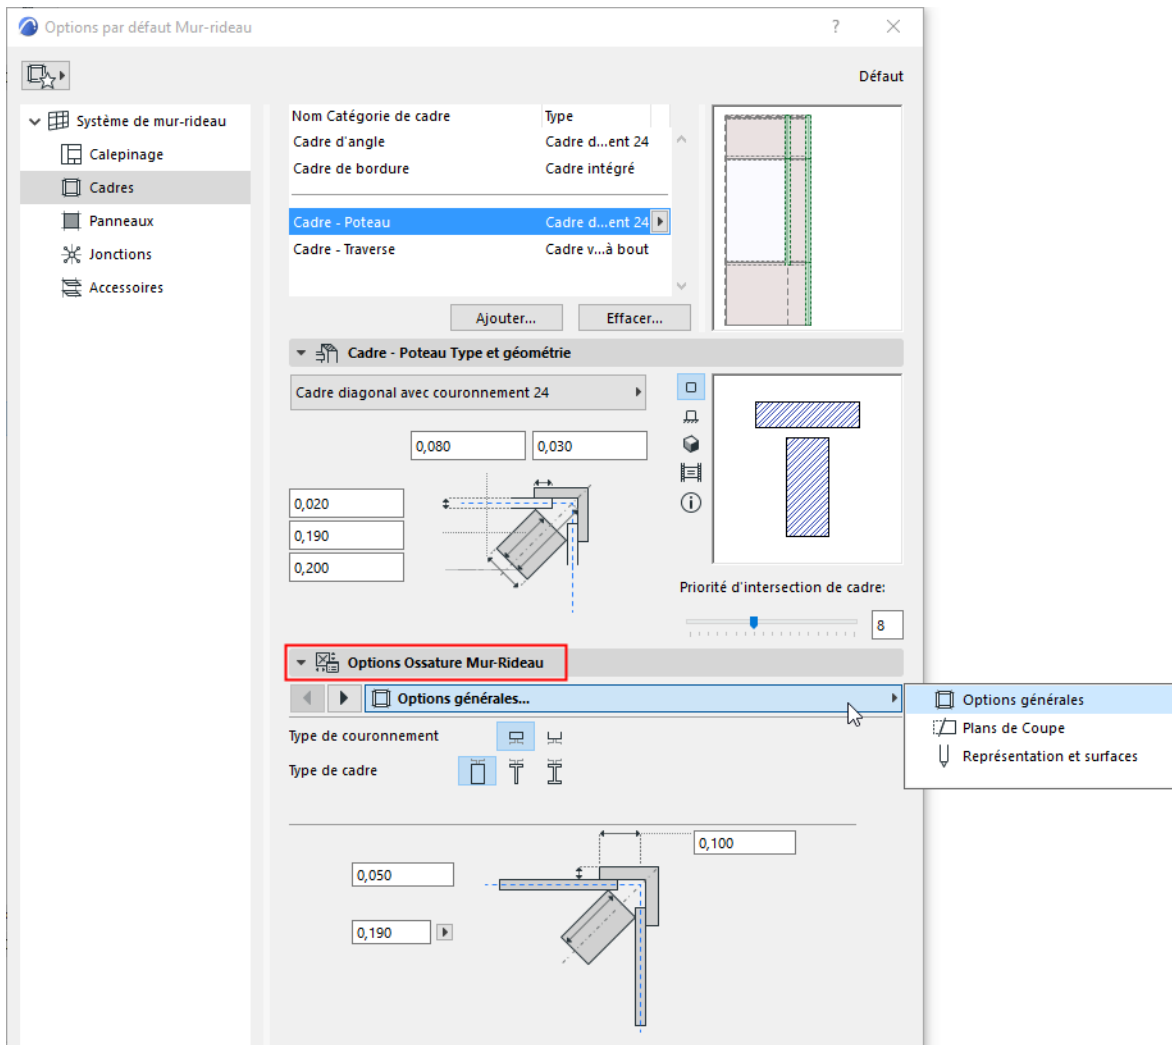 Options par défaut Mur-rideau
?
Défaut
Système de mur-rideau
Calepinage
Cadres
Panneaux
Jonctions
Accessoires
Nom Catégorie de cadre Type
Cadre d'angle Cadre d...ent 24
Cadre de bordure Cadre intégré
Cadre - Poteau Cadre d...ent 24
Cadre - Traverse Cadre v...à bout
Ajouter... Effacer...
Cadre - Poteau Type et géométrie
Cadre diagonal avec couronnement 24
0,080 0,030
0,020
0,190
0,200
Priorité d'intersection de cadre:
8
Options Ossature Mur-Rideau
Options générales...
Options générales
Plans de Coupe
Représentation et surfaces
Type de couronnement
Type de cadre
0,100
0,050
0,190